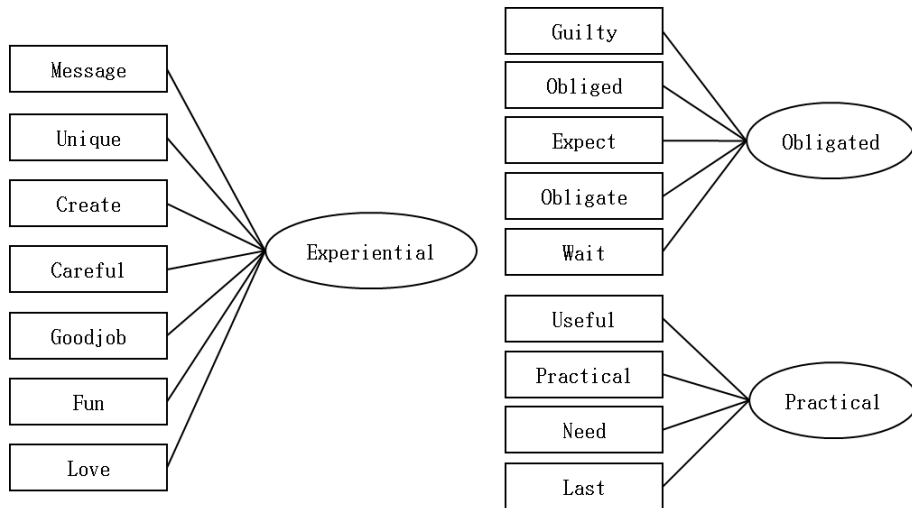 Message
Unique
Create
Careful
Goodjob
Fun
Love
Experiential
Guilty
Obliged
Expect
Obligate
Wait
Obligated
Useful
Practical
Need
Last
Practical